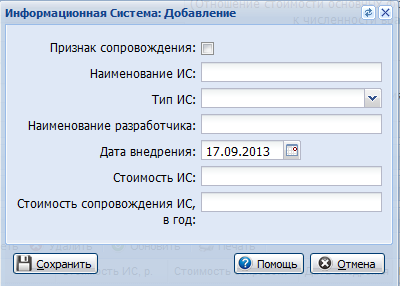 Информационная Система: Добавление
Признак сопровождения:
Наименование ИС:
Тип ИС:
Наименование разработчика:
Дата внедрения: 17.09.2013
Стоимость ИС:
Стоимость сопровождения ИС,
в год:
Сохранить Помощь Отмена